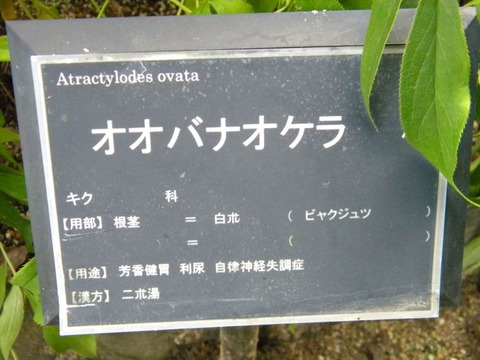 Atractylodes ovata
オオバナオケラ
キク 科
【用部】 根茎 ＝ 白朮 ( ビャクジュツ )
＝ ( )
【用途】 芳香健胃 利尿 自律神経失調症
【漢方】 二朮湯